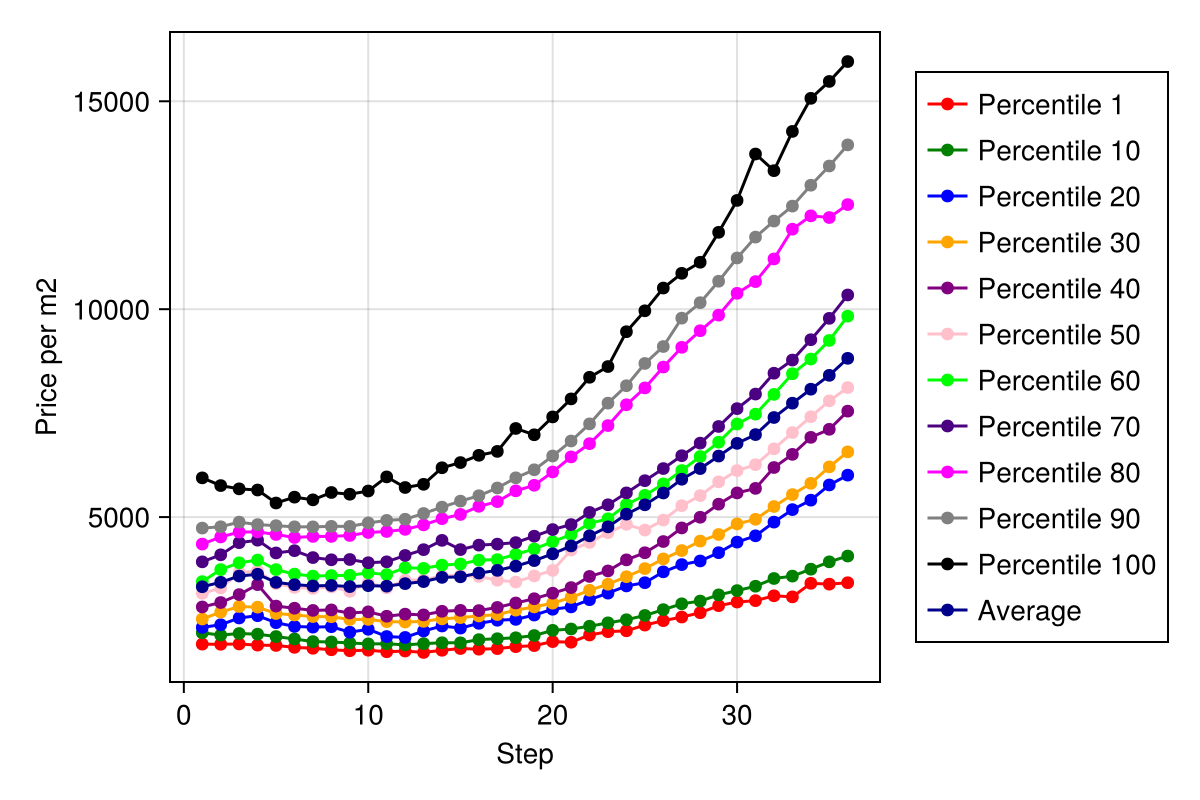 15000
10000
5000
Price per m2
0 10 20 30
Step
Percentile 1
Percentile 10
Percentile 20
Percentile 30
Percentile 40
Percentile 50
Percentile 60
Percentile 70
Percentile 80
Percentile 90
Percentile 100
Average